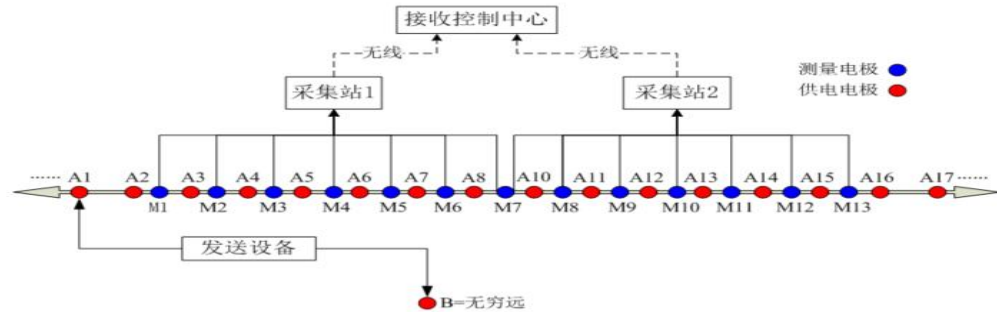 接收控制中心
无线 无线
测量电极
采集站1 采集站2
供电电极
...... A1 A2 A3 A4 A5 A6 A7 A8 A10 A11 A12 A13 A14 A15 A16 A17 ......
M1 M2 M3 M4 M5 M6 M7 M8 M9 M10 M11 M12 M13
发送设备
B=无穷远